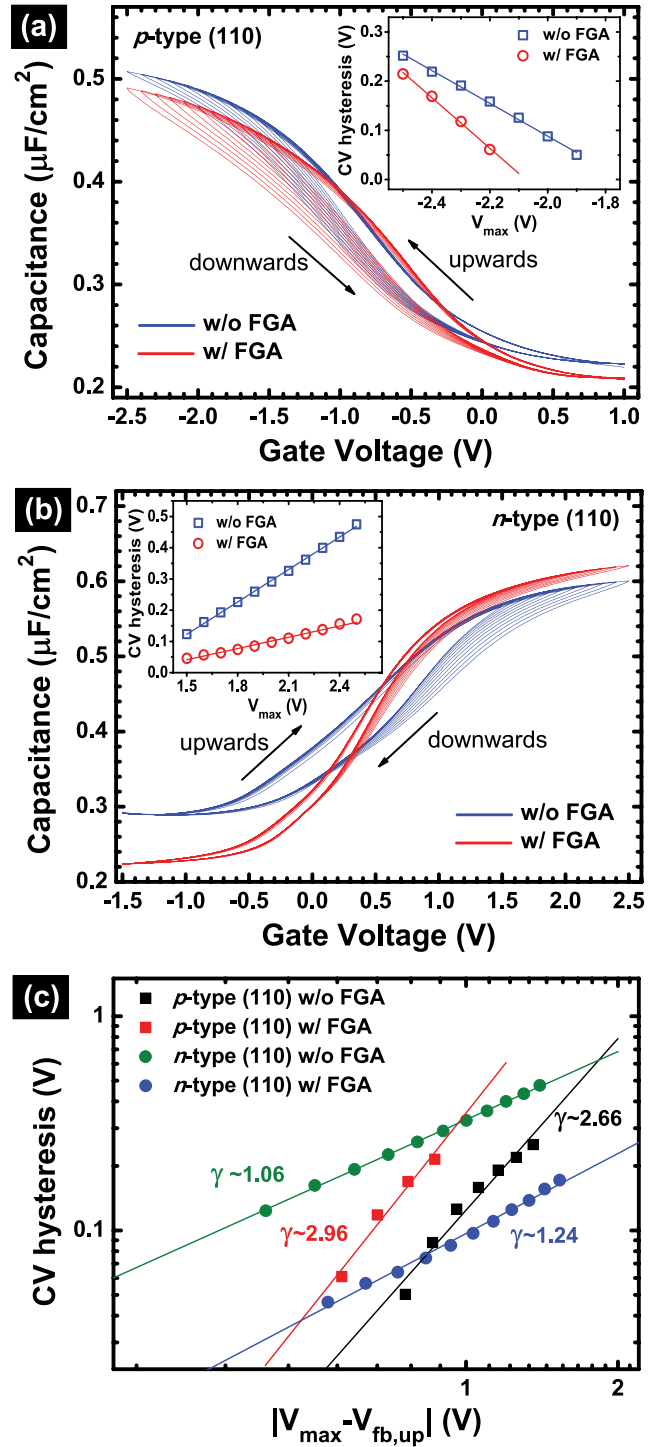 (a)
p-type (110)
Capacitance (μF/cm²)
0.5
0.4
0.3
0.2
-2.5 -2.0 -1.5 -1.0 -0.5 0.0 0.5 1.0
Gate Voltage (V)
downwards
upwards
w/o FGA
w/ FGA
CV hysteresis (V)
0.3
0.2
0.1
0.0
-2.4 -2.2 -2.0 -1.8
Vmax (V)
w/o FGA
w/ FGA
(b)
n-type (110)
Capacitance (μF/cm²)
0.7
0.6
0.5
0.4
0.3
0.2
-1.5 -1.0 -0.5 0.0 0.5 1.0 1.5 2.0 2.5
Gate Voltage (V)
upwards
downwards
w/o FGA
w/ FGA
CV hysteresis (V)
0.5
0.4
0.3
0.2
0.1
0.0
1.5 1.8 2.1 2.4
Vmax (V)
w/o FGA
w/ FGA
(c)
p-type (110) w/o FGA
p-type (110) w/ FGA
n-type (110) w/o FGA
n-type (110) w/ FGA
CV hysteresis (V)
1
0.1
γ ~1.06
γ~2.96
γ~2.66
γ~1.24
1 2
|Vmax-Vfb,up| (V)